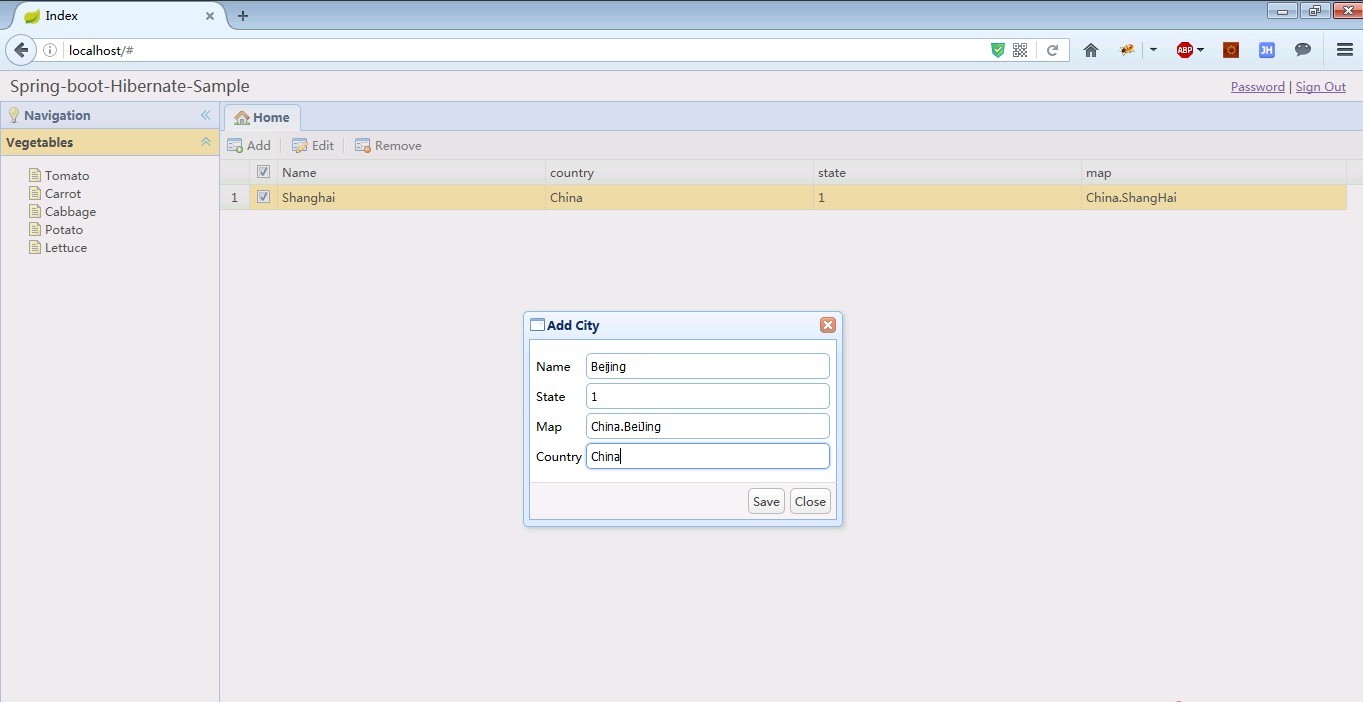 Index
localhost/#
ABP
JH
Spring-boot-Hibernate-Sample
Password | Sign Out
Navigation
Home
Vegetables
Add Edit Remove
Tomato
Carrot
Cabbage
Potato
Lettuce
Name country state map
1 Shanghai China 1 China.ShangHai
Add City
Name Beijing
State 1
Map China.BeiJing
Country China
Save Close